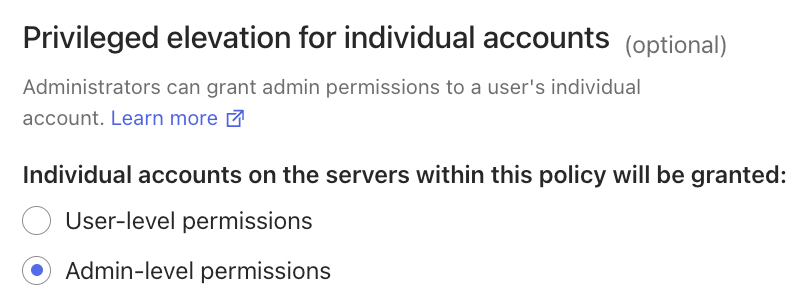 Privileged elevation for individual accounts (optional)
Administrators can grant admin permissions to a user's individual
account. Learn more
Individual accounts on the servers within this policy will be granted:
User-level permissions
Admin-level permissions